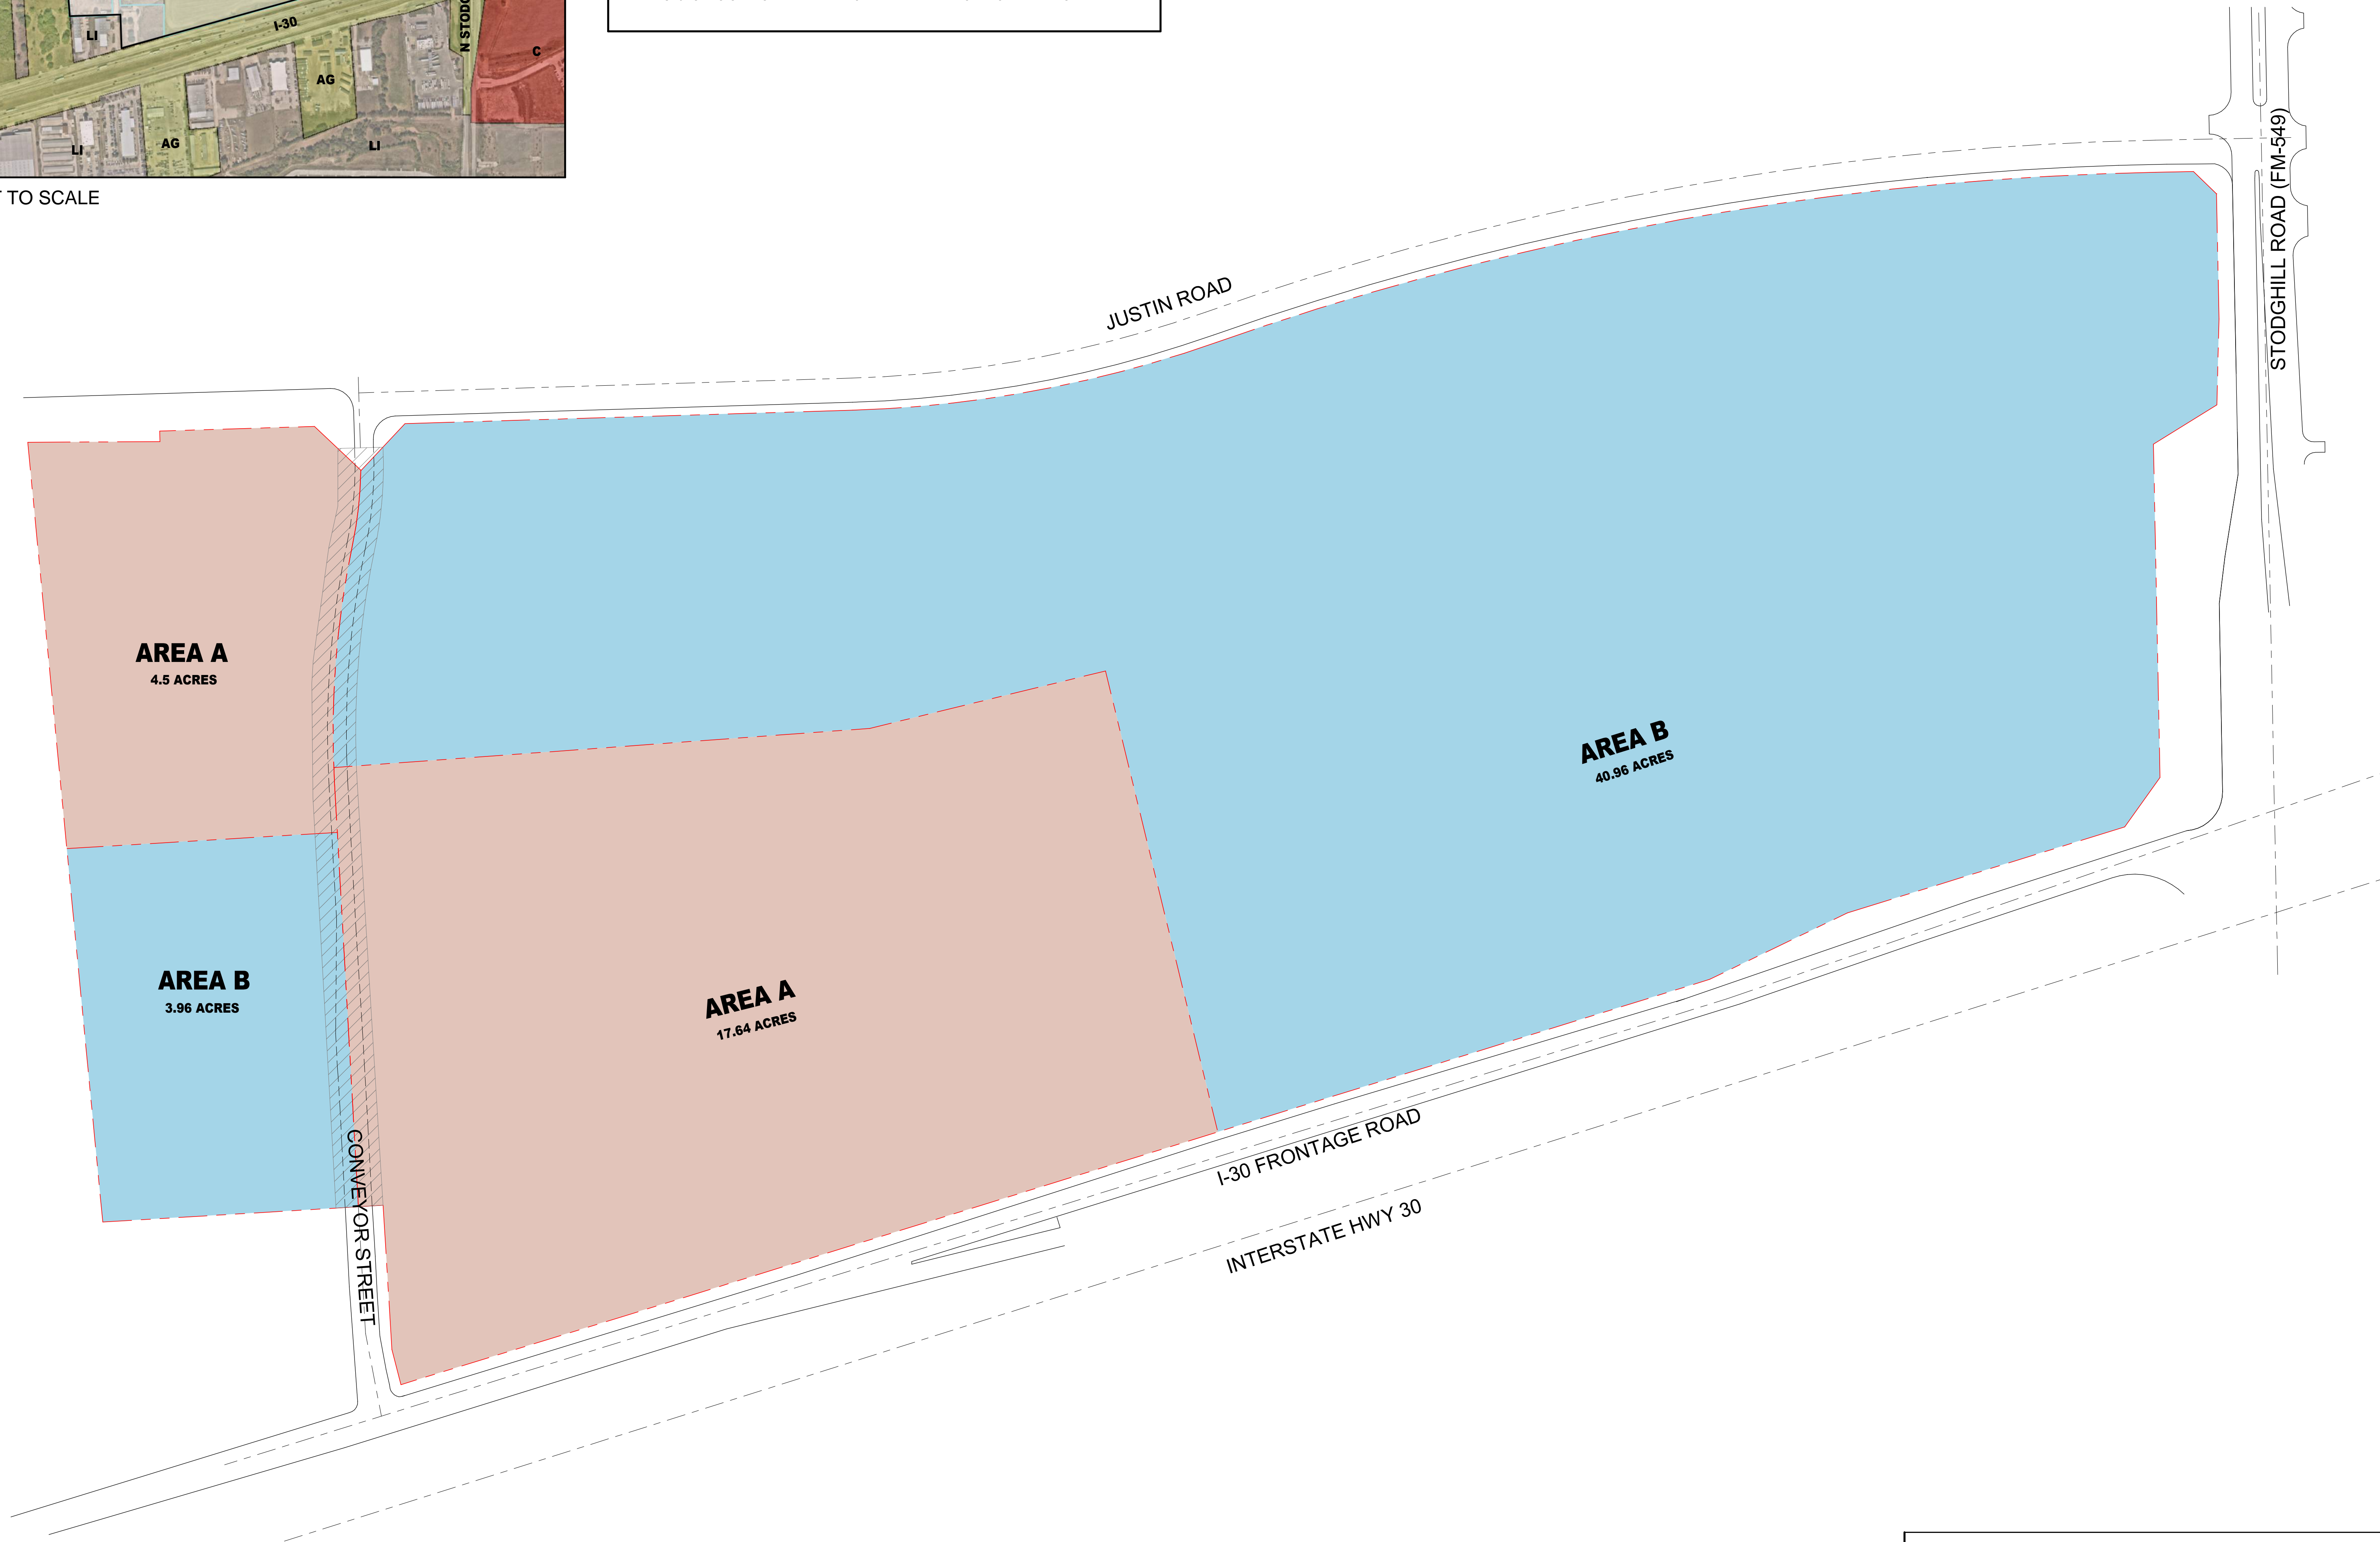 LI
I-30
N STODG
C
AG
LI
AG
LI
TO SCALE
STODGHILL ROAD (FM-549)
JUSTIN ROAD
AREA A
4.5 ACRES
AREA B
40.96 ACRES
AREA B
3.96 ACRES
AREA A
17.64 ACRES
CONVEYOR STREET
I-30 FRONTAGE ROAD
INTERSTATE HWY 30